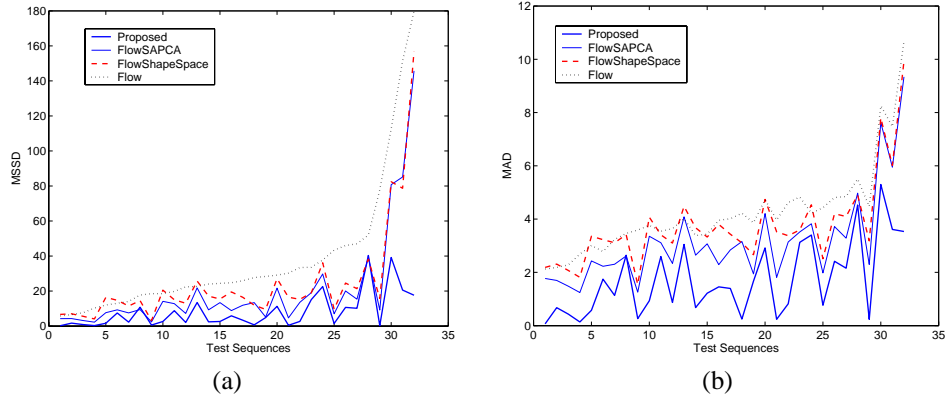 180
160
140
120
100
80
60
40
20
0
MSSD
0 5 10 15 20 25 30 35
Test Sequences
Proposed
FlowSAPCA
FlowShapeSpace
Flow
(a)
12
10
8
6
4
2
0
MAD
0 5 10 15 20 25 30 35
Test Sequences
Proposed
FlowSAPCA
FlowShapeSpace
Flow
(b)